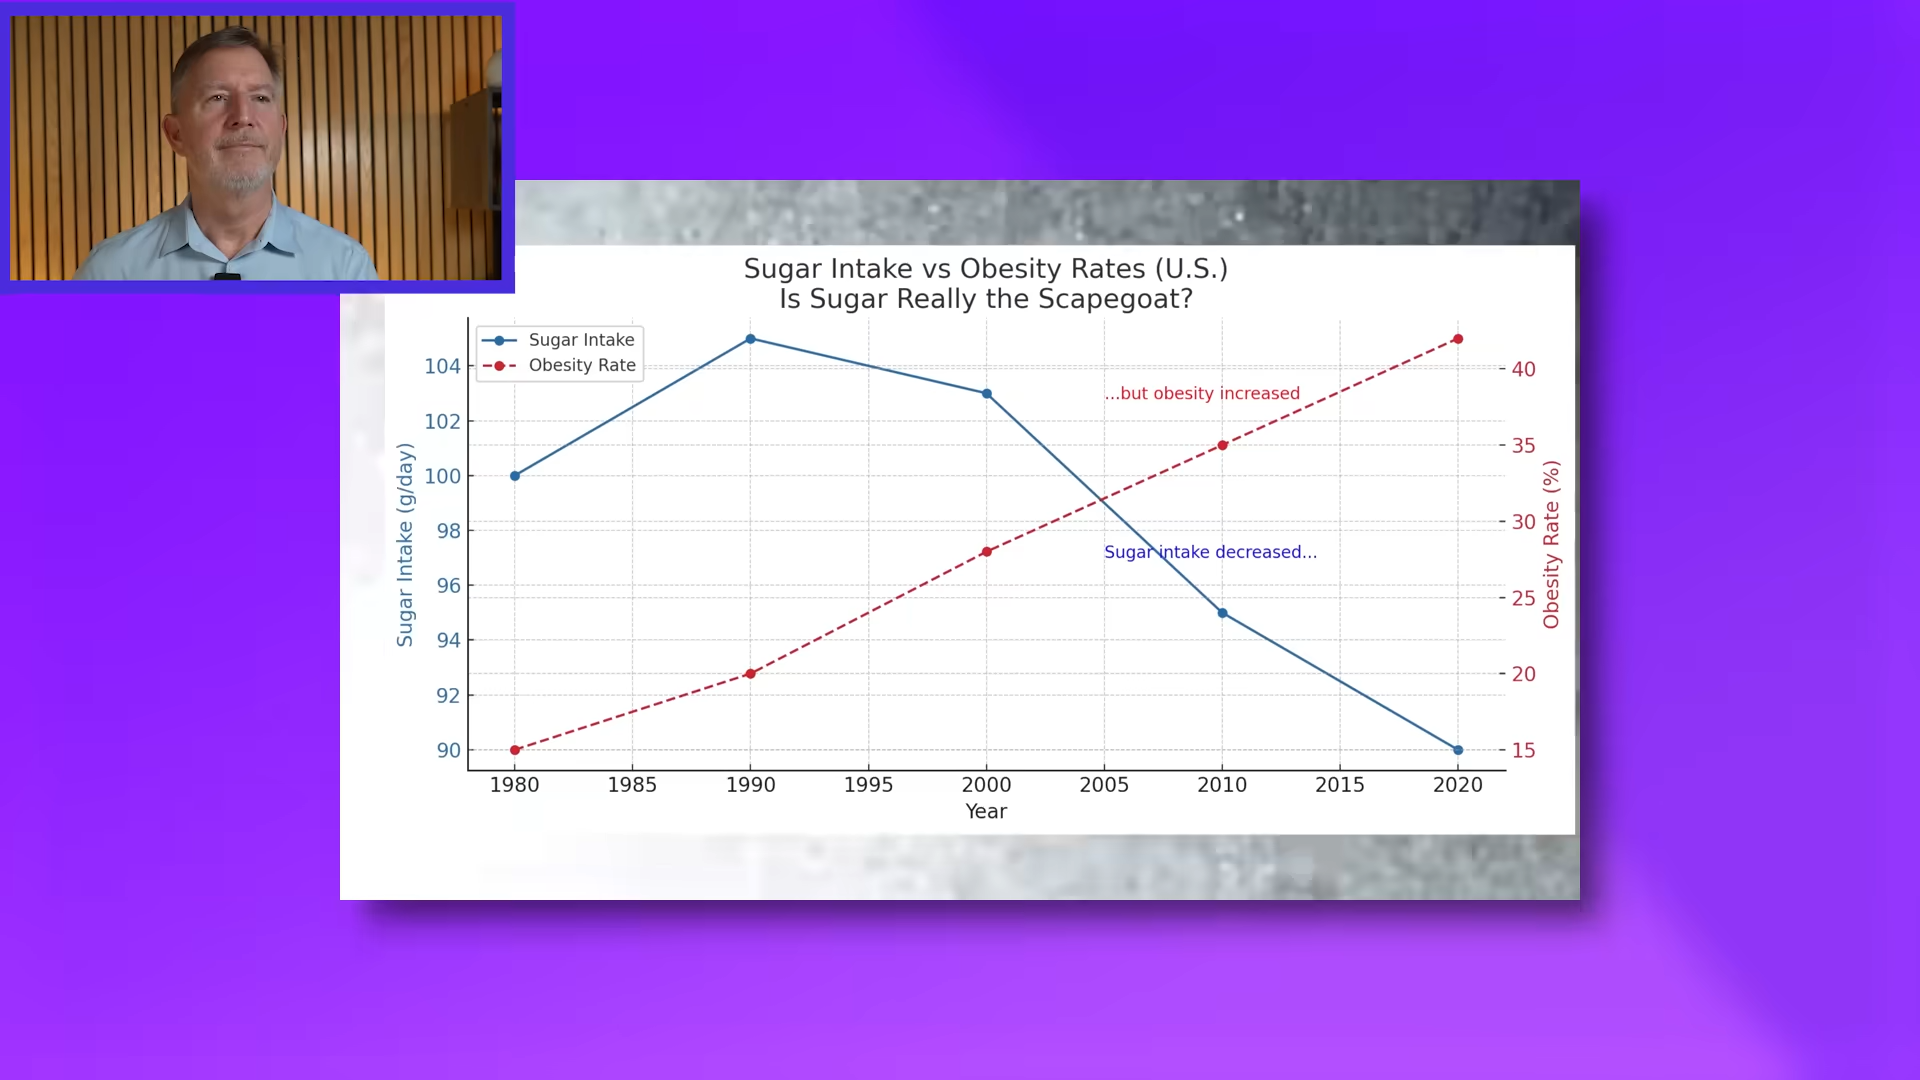 Sugar Intake vs Obesity Rates (U.S.)
Is Sugar Really the Scapegoat?
Sugar Intake
Obesity Rate
104
102
100
98
96
94
92
90
Sugar Intake (g/day)
...but obesity increased
Sugar intake decreased...
40
35
30
25
20
15
Obesity Rate (%)
1980 1985 1990 1995 2000 2005 2010 2015 2020
Year